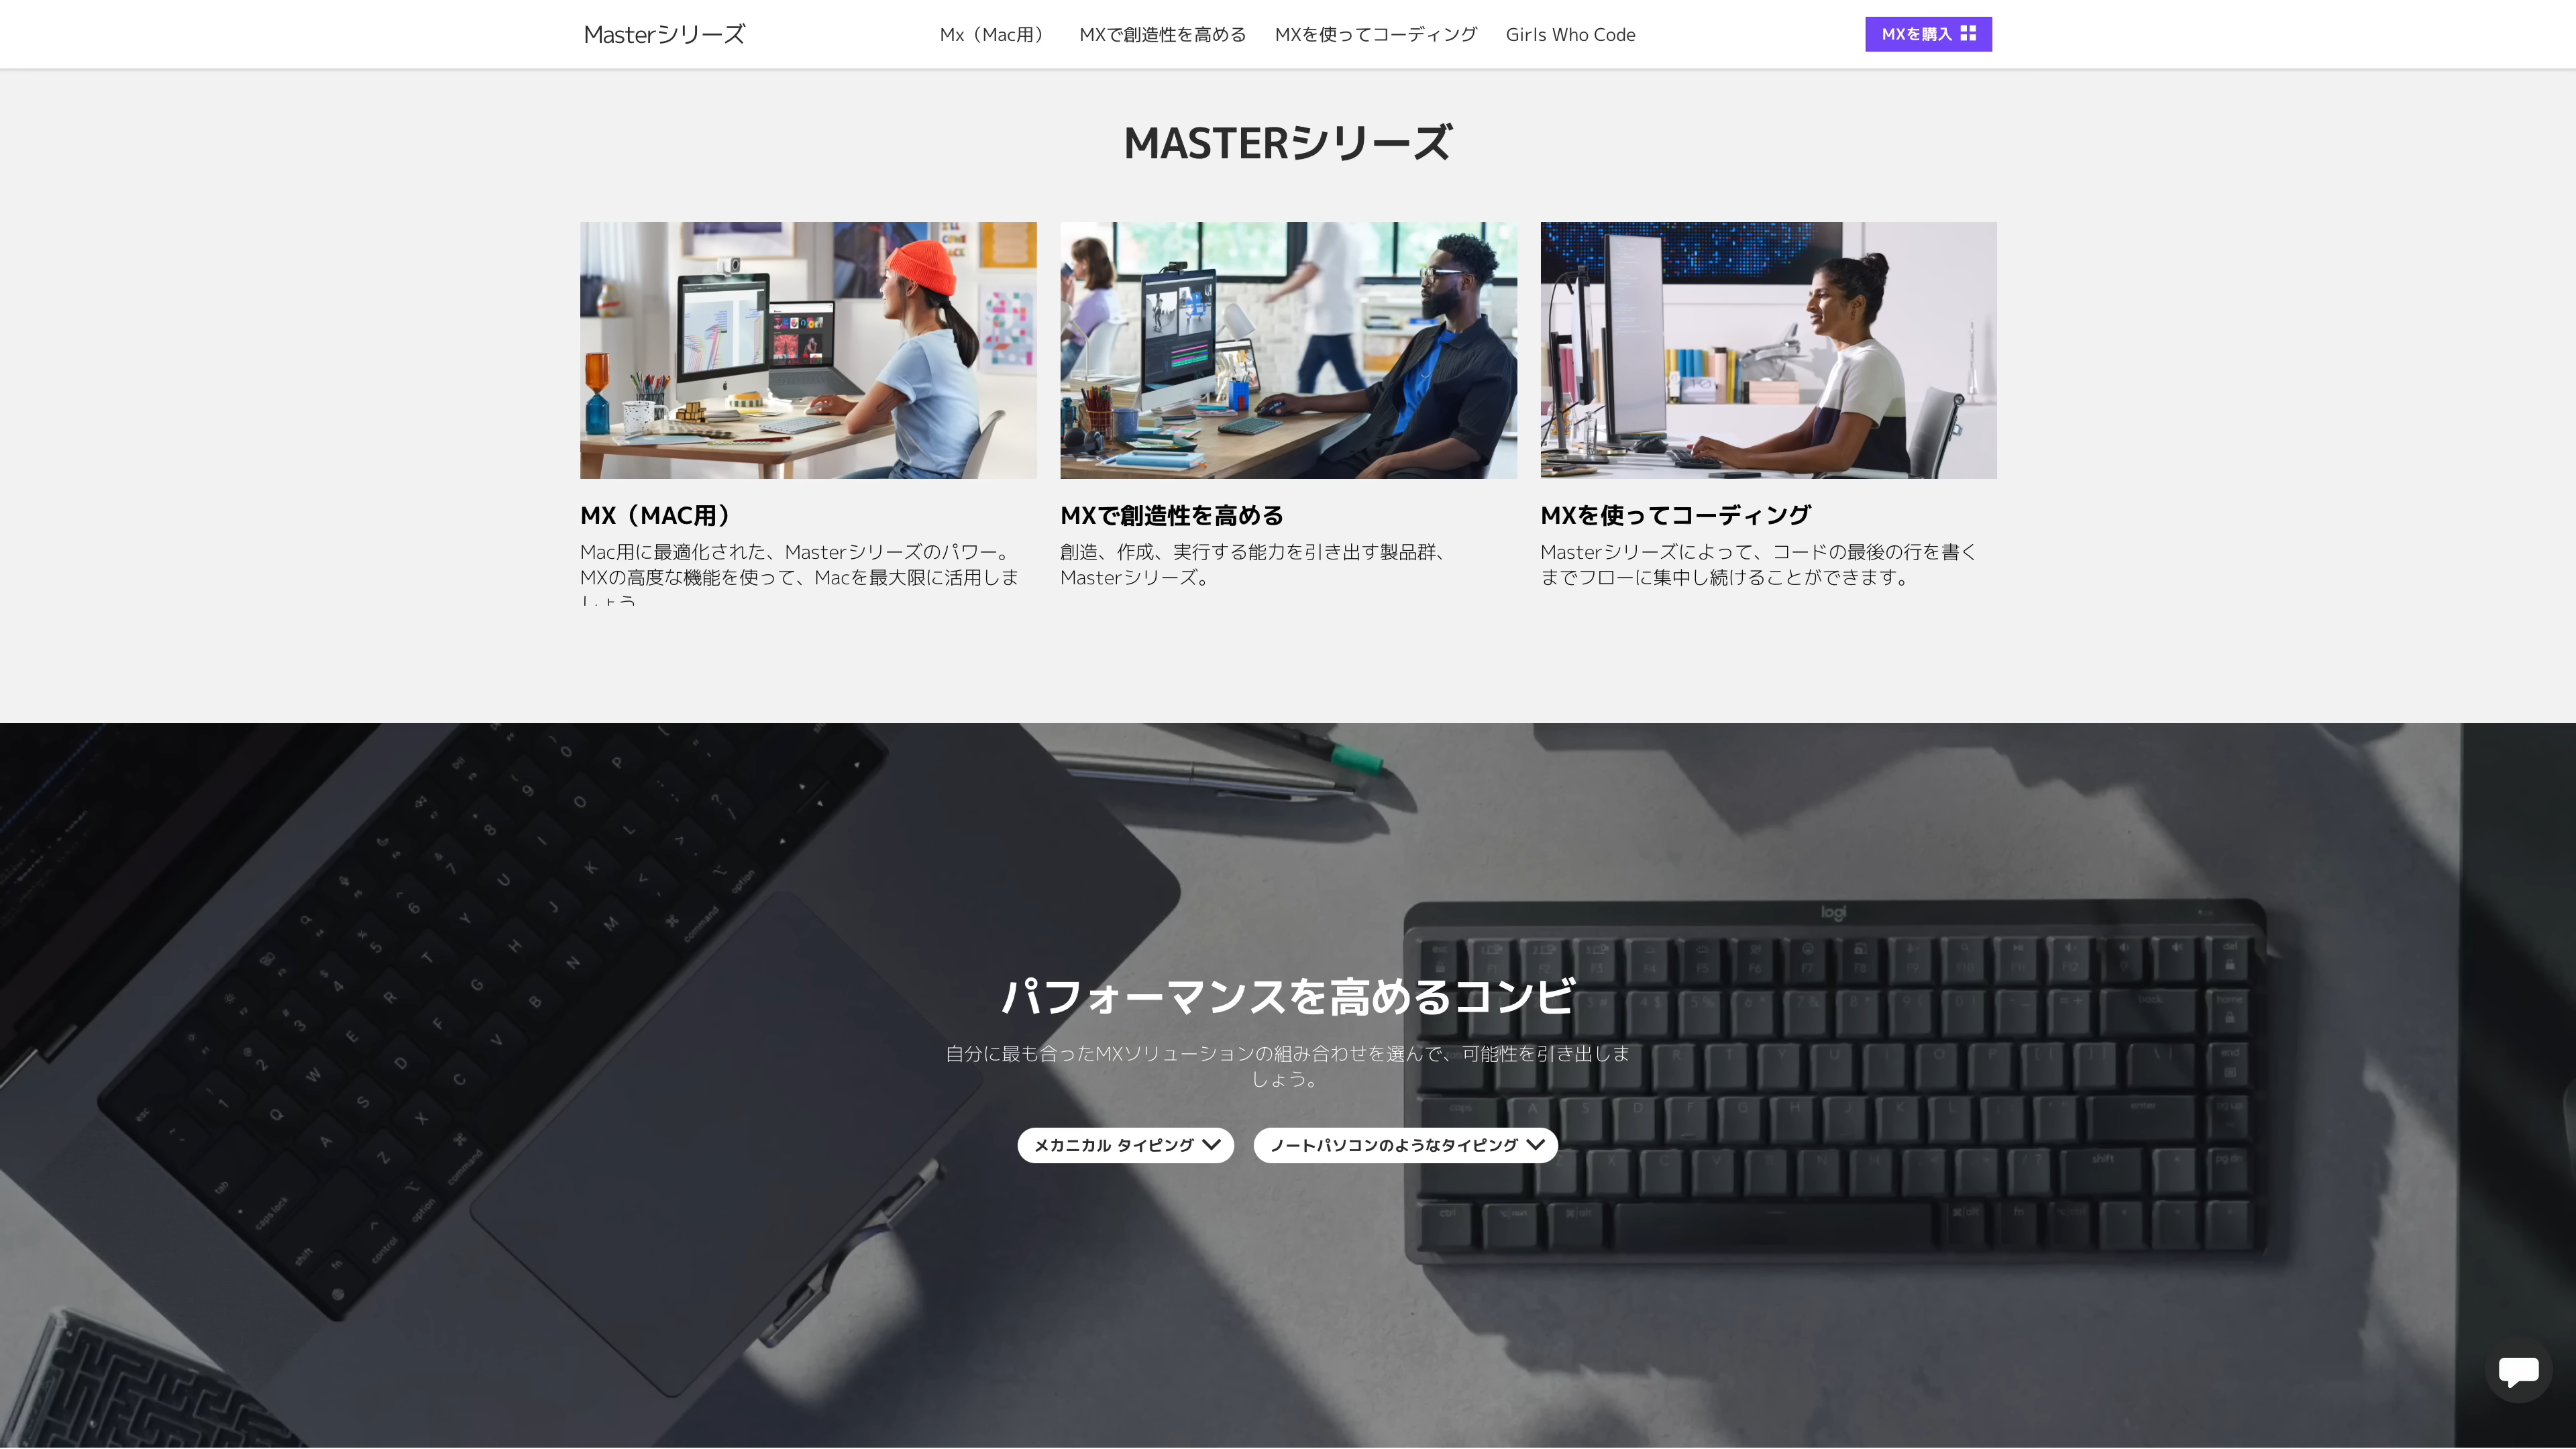 Masterシリーズ
Mx（Mac用）
MXで創造性を高める
MXを使ってコーディング
Girls Who Code
MXを購入
MASTERシリーズ
MX（MAC用）
Mac用に最適化された、Masterシリーズのパワー。
MXの高度な機能を使って、Macを最大限に活用しま
しょう
MXで創造性を高める
創造、作成、実行する能力を引き出す製品群、
Masterシリーズ。
MXを使ってコーディング
Masterシリーズによって、コードの最後の行を書く
までフローに集中し続けることができます。
logi
パフォーマンスを高めるコンビ
自分に最も合ったMXソリューションの組み合わせを選んで、可能性を引き出しま
しょう。
メカニカル タイピング
ノートパソコンのようなタイピング